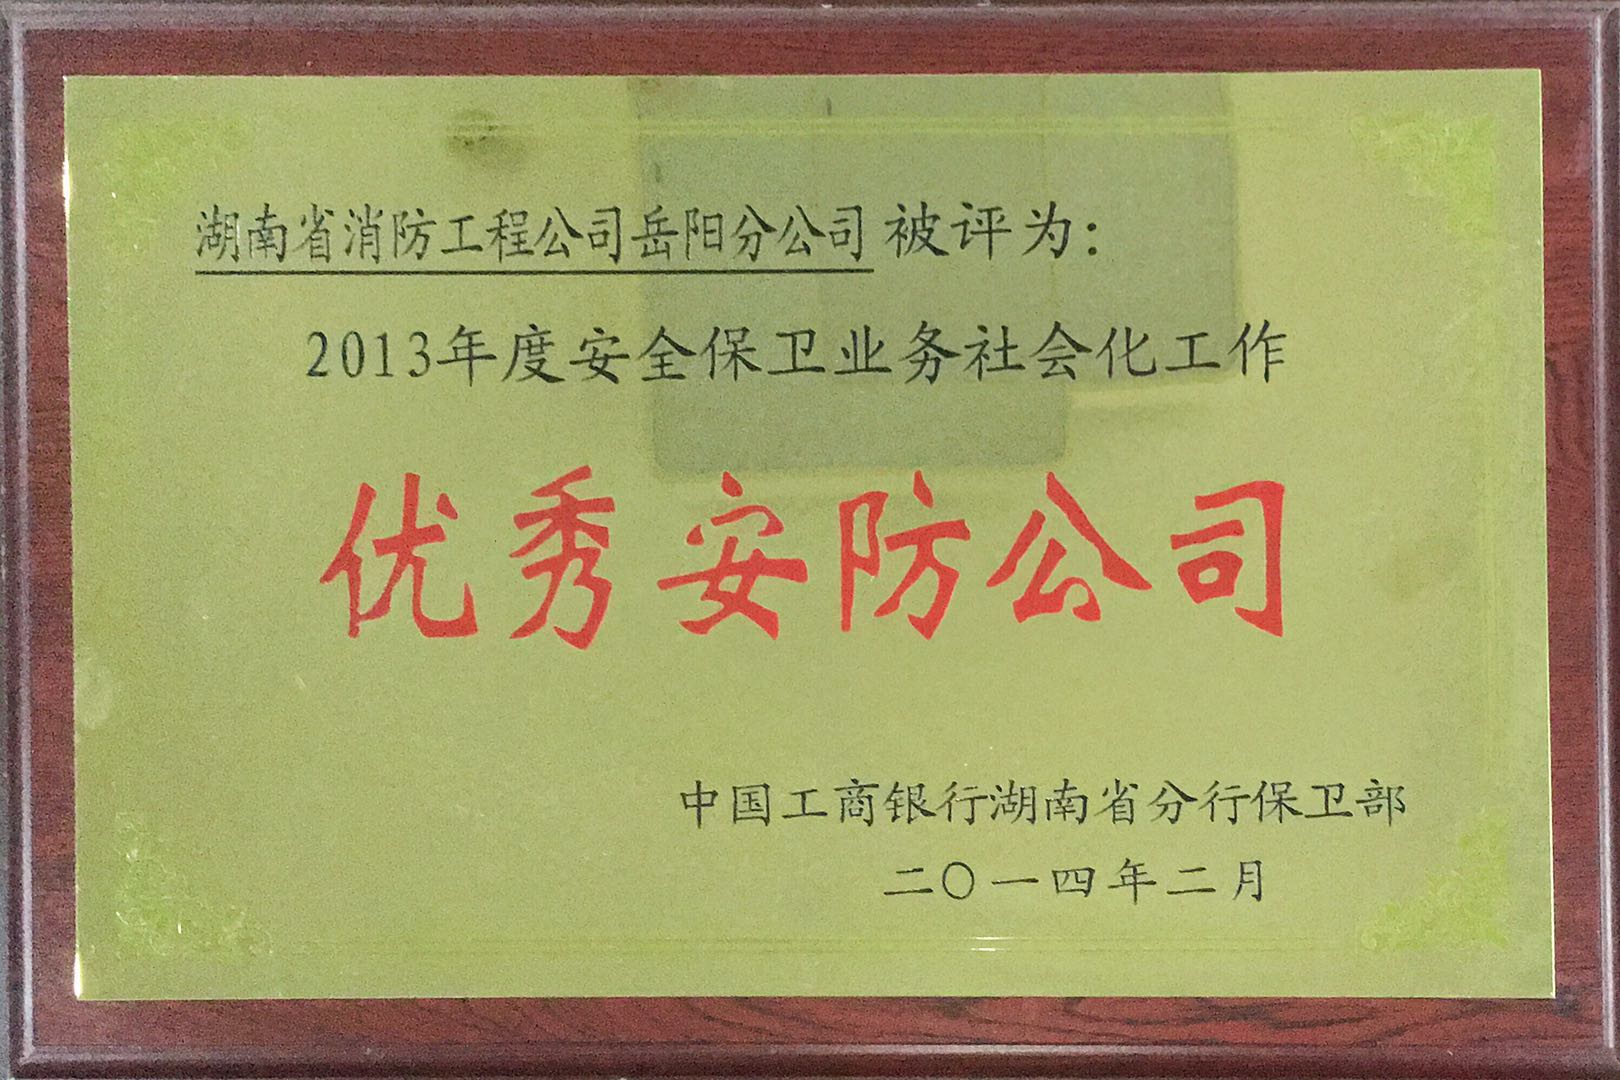 湖南省消防工程公司岳阳分公司 被评为：
2013年度安全保卫业务社会化工作
优秀安防公司
中国工商银行湖南省分行保卫部
二〇一四年二月